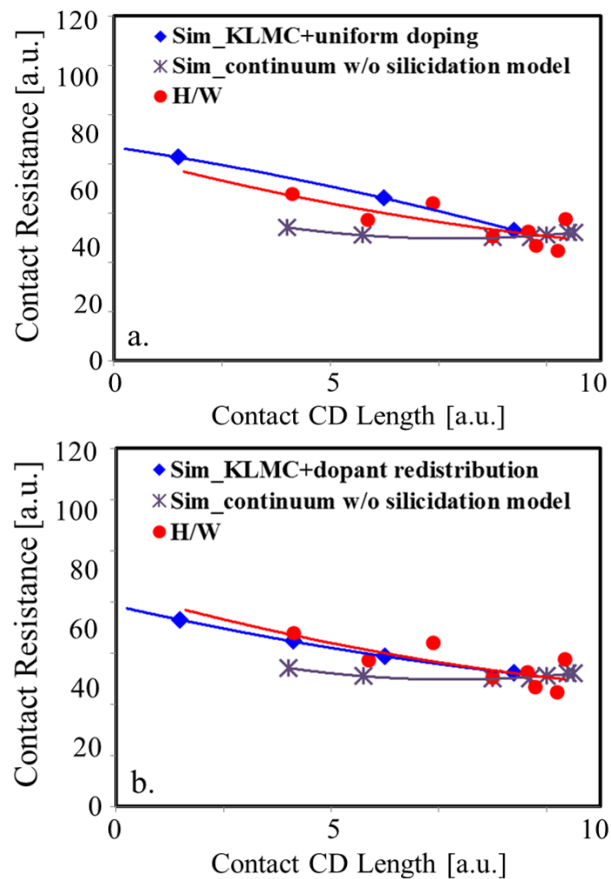 120
100
80
60
40
20
0
Contact Resistance [a.u.]
Sim_KLMC+uniform doping
Sim_continuum w/o silicidation model
H/W
a.
0 5 10
Contact CD Length [a.u.]
120
100
80
60
40
20
0
Contact Resistance [a.u.]
Sim_KLMC+dopant redistribution
Sim_continuum w/o silicidation model
H/W
b.
0 5 10
Contact CD Length [a.u.]